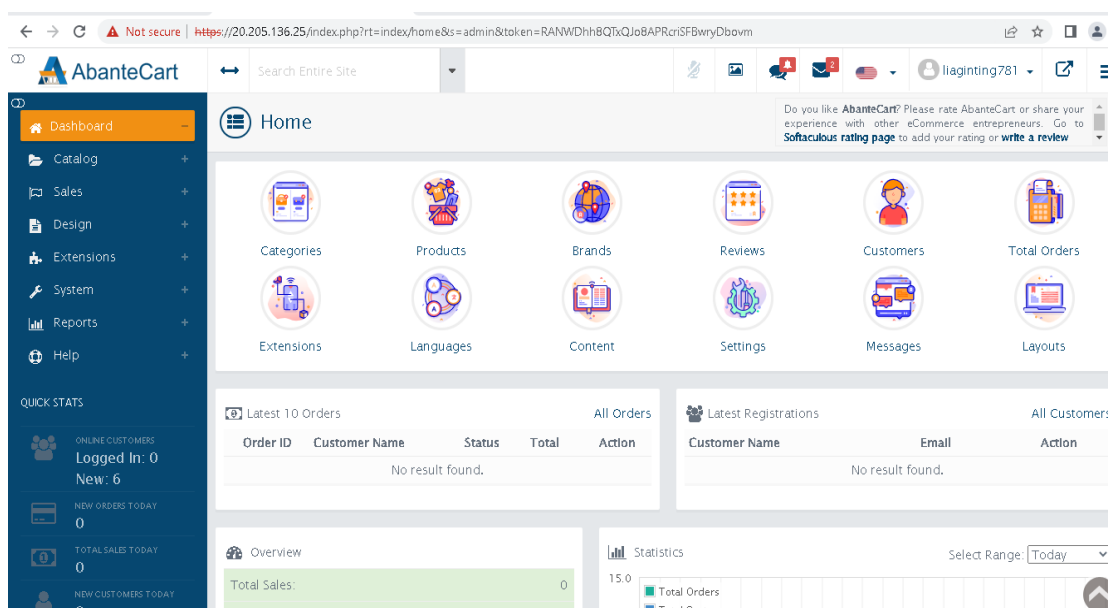 Not secure | https://20.205.136.25/index.php?rt=index/home&s=admin&token=RANWDhh8QTxQJo8APRcriSFBwryDbovm
AbanteCart
Search Entire Site
2
liaginting781
Dashboard -
Catalog +
Sales +
Design +
Extensions +
System +
Reports +
Help +
QUICK STATS
ONLINE CUSTOMERS
Logged In: 0
New: 6
NEW ORDERS TODAY
0
TOTAL SALES TODAY
0
NEW CUSTOMERS TODAY
Home
Do you like AbanteCart? Please rate AbanteCart or share your
experience with other eCommerce entrepreneurs. Go to
Softaculous rating page to add your rating or write a review
Categories Products Brands Reviews Customers Total Orders
Extensions Languages Content Settings Messages Layouts
Latest 10 Orders All Orders
Order ID Customer Name Status Total Action
No result found.
Latest Registrations All Customers
Customer Name Email Action
No result found.
Overview
Total Sales: 0
Statistics Select Range: Today
15.0
Total Orders